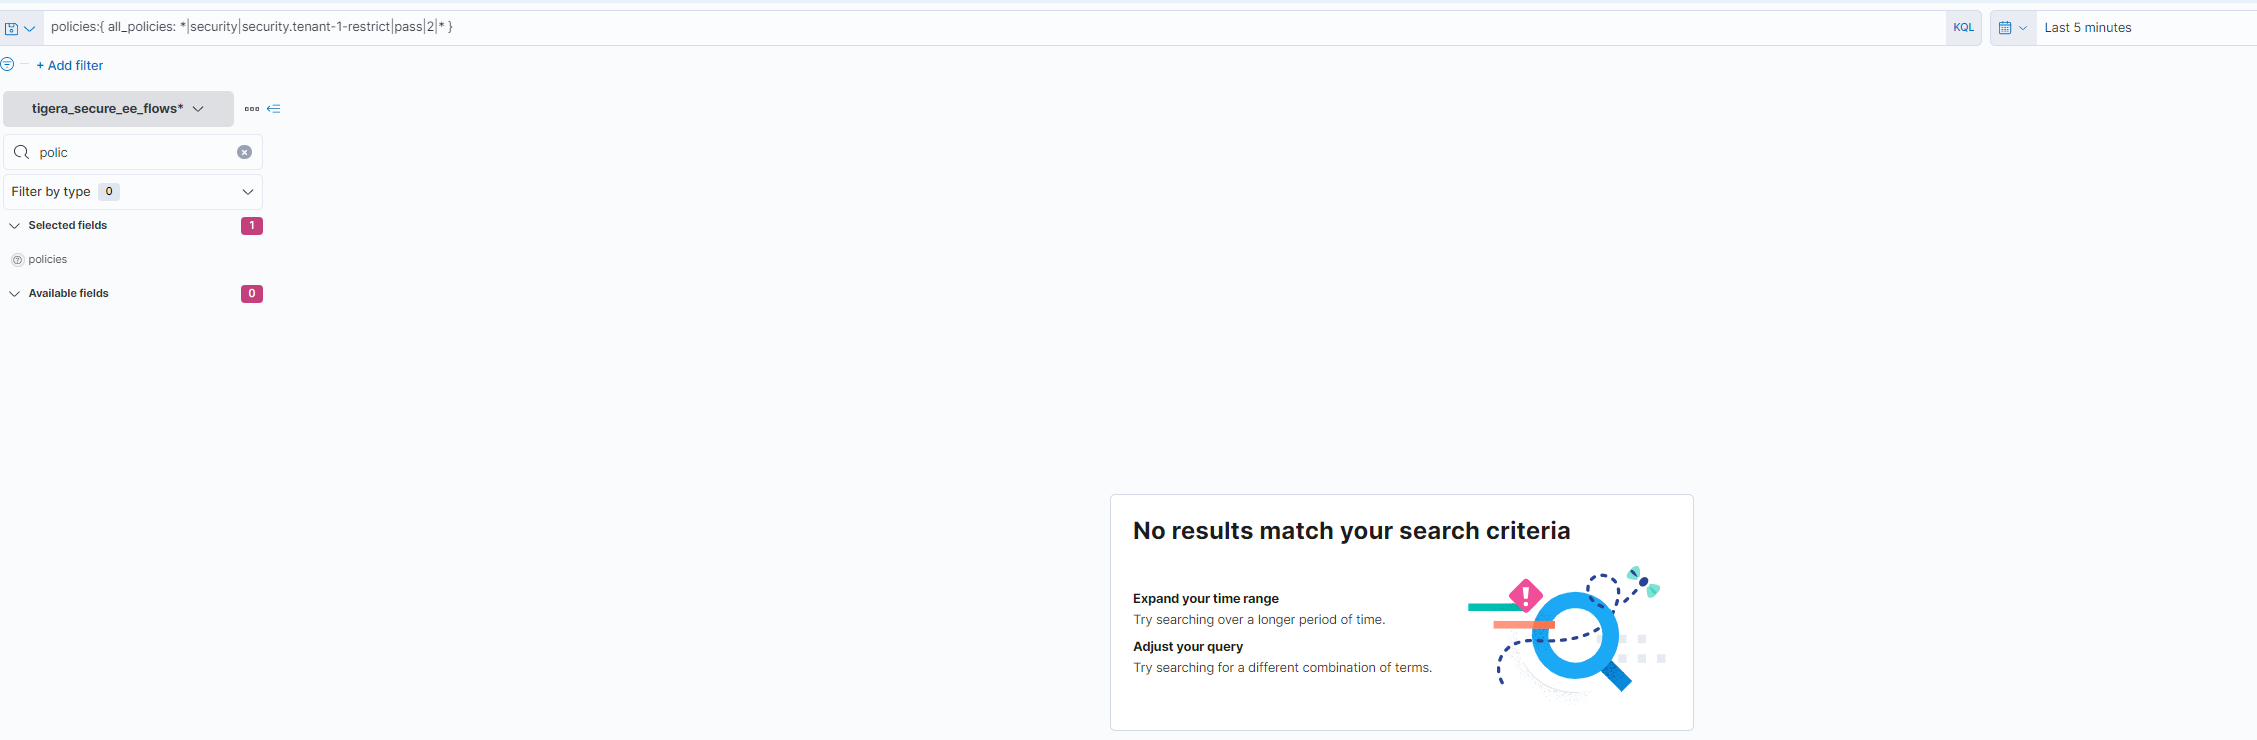 policies:{ all_policies: *|security|security.tenant-1-restrict|pass|2|* }
KQL
Last 5 minutes
+ Add filter
tigera_secure_ee_flows*
polic
Filter by type 0
Selected fields 1
policies
Available fields 0
No results match your search criteria
Expand your time range
Try searching over a longer period of time.
Adjust your query
Try searching for a different combination of terms.